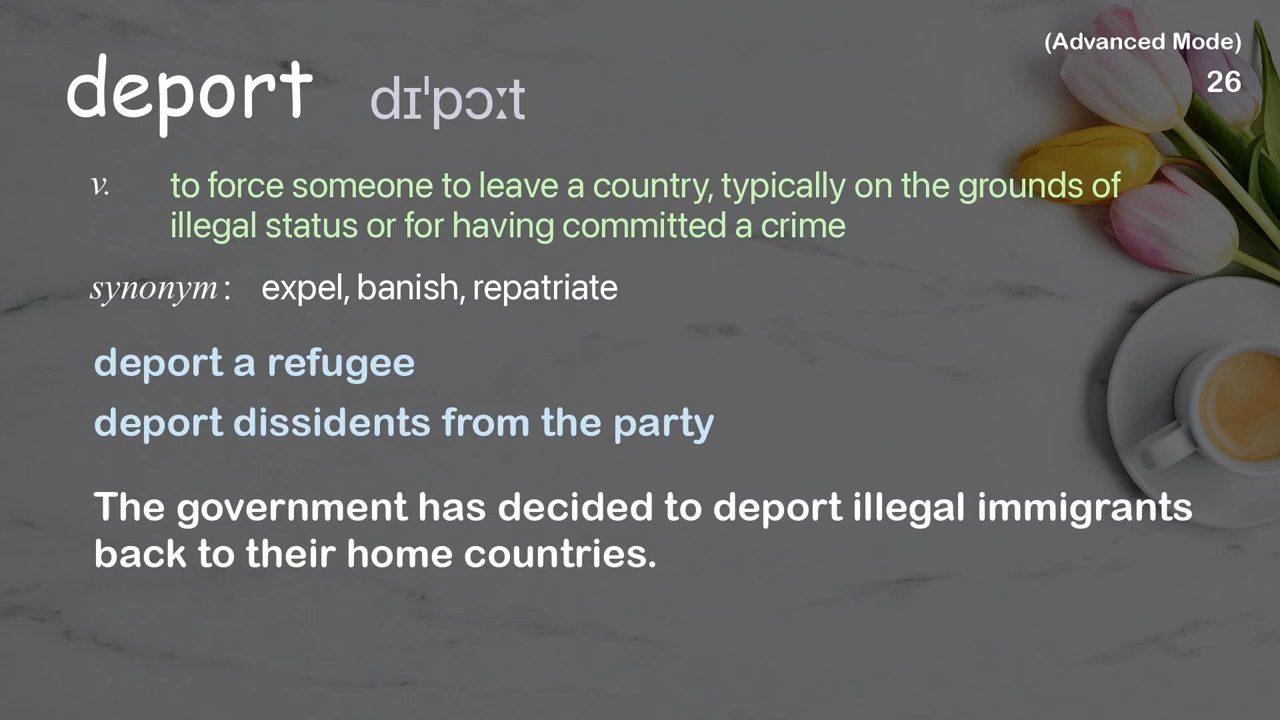 (Advanced Mode)
26
deport dɪˈpɔːt
v. to force someone to leave a country, typically on the grounds of
illegal status or for having committed a crime
synonym : expel, banish, repatriate
deport a refugee
deport dissidents from the party
The government has decided to deport illegal immigrants
back to their home countries.